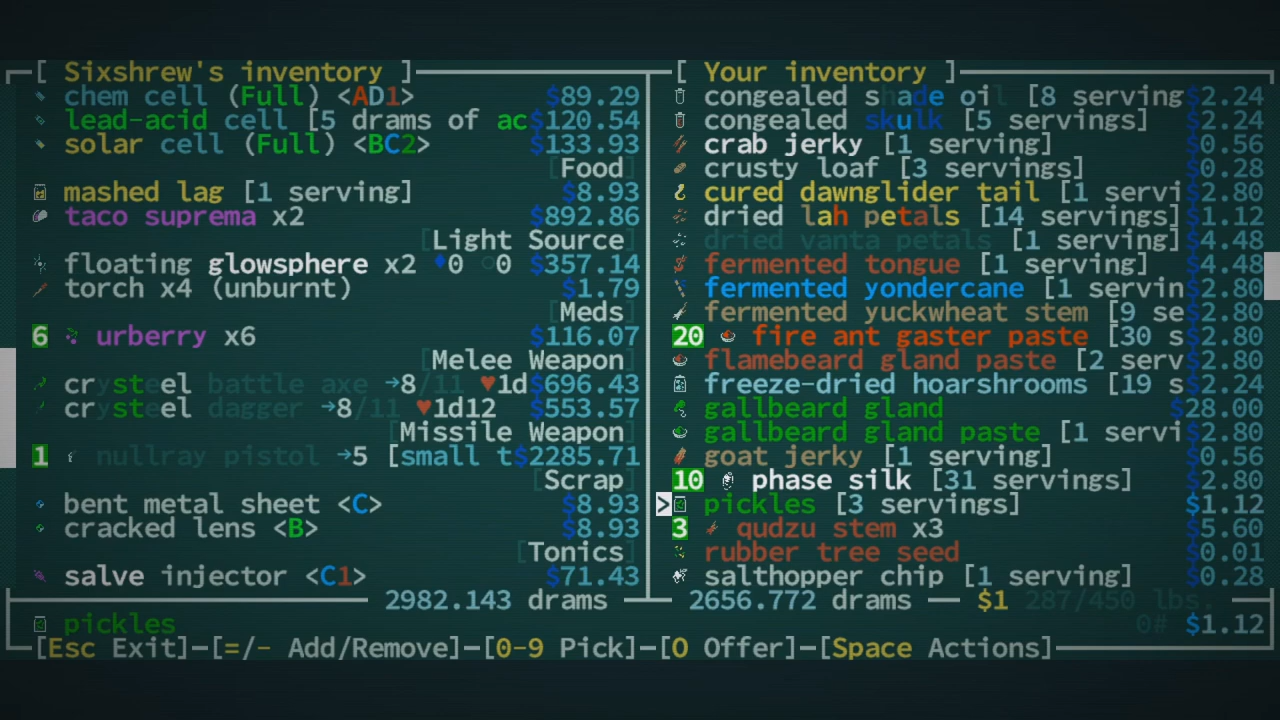 [ Sixshrew's inventory ]
chem cell (Full) <AD1> $89.29
lead-acid cell [5 drams of ac$120.54
solar cell (Full) <BC2> $133.93
[Food]
mashed lag [1 serving] $8.93
taco suprema x2 $892.86
[Light Source]
floating glowsphere x2 ♦0 ○0 $357.14
torch x4 (unburnt) $1.79
[Meds]
6 urberry x6 $116.07
[Melee Weapon]
crysteel battle axe →8/11 ♥1d$696.43
crysteel dagger →8/11 ♥1d12 $553.57
[Missile Weapon]
1 nullray pistol →5 [small t$2285.71
[Scrap]
bent metal sheet <C> $8.93
cracked lens <B> $8.93
[Tonics]
salve injector <C1> $71.43
2982.143 drams
[ Your inventory ]
congealed shade oil [8 serving$2.24
congealed skulk [5 servings] $2.24
crab jerky [1 serving] $0.56
crusty loaf [3 servings] $0.28
cured dawnglider tail [1 servi$2.80
dried lah petals [14 servings]$1.12
dried vanta petals [1 serving]$4.48
fermented tongue [1 serving] $4.48
fermented yondercane [1 servin$2.80
fermented yuckwheat stem [9 se$2.80
20 fire ant gaster paste [30 s$2.80
flamebeard gland paste [2 serv$2.80
freeze-dried hoarshrooms [19 s$2.24
gallbeard gland $28.00
gallbeard gland paste [1 servi$2.80
goat jerky [1 serving] $0.56
10 phase silk [31 servings] $2.80
> pickles [3 servings] $1.12
3 qudzu stem x3 $5.60
rubber tree seed $0.01
salthopper chip [1 serving] $0.28
2656.772 drams $1 287/450 lbs.
pickles 0# $1.12
[Esc Exit]-[=/- Add/Remove]-[0-9 Pick]-[O Offer]-[Space Actions]